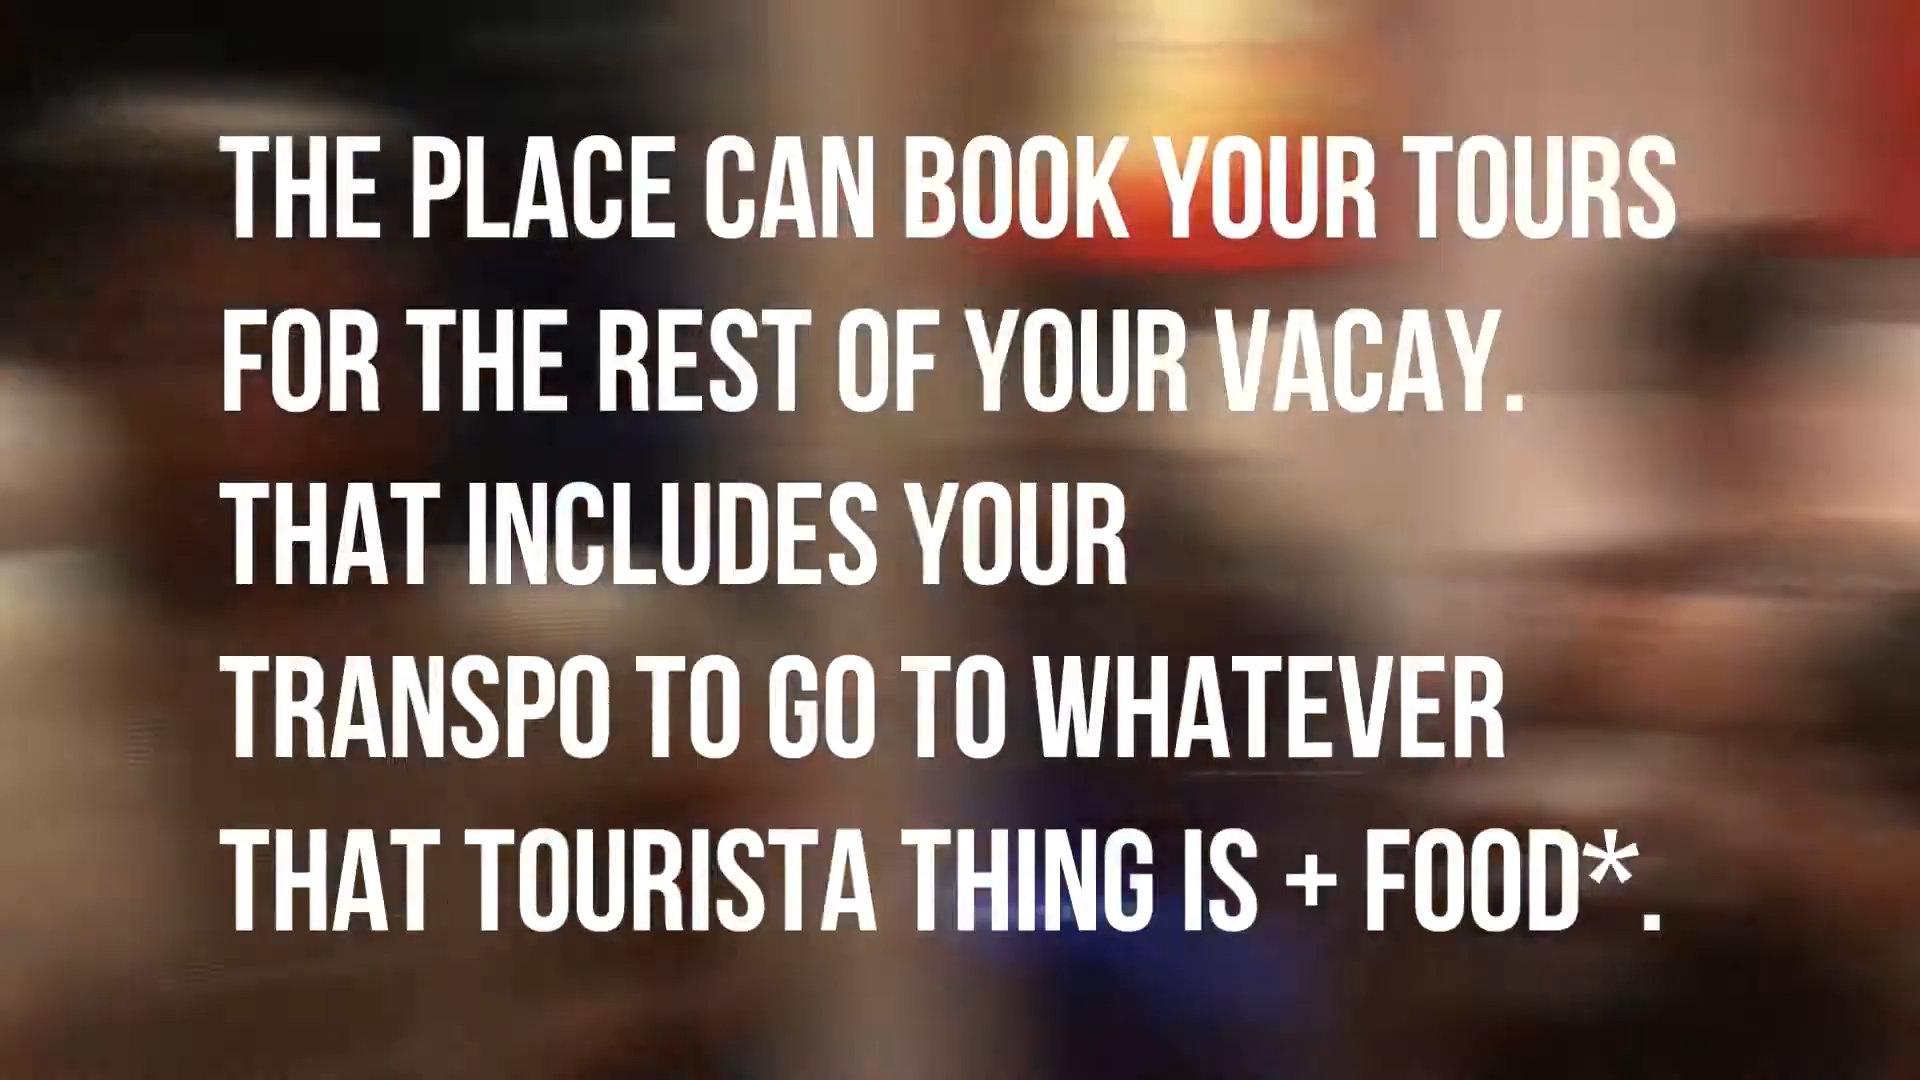 THE PLACE CAN BOOK YOUR TOURS
FOR THE REST OF YOUR VACAY.
THAT INCLUDES YOUR
TRANSPO TO GO TO WHATEVER
THAT TOURISTA THING IS + FOOD*.